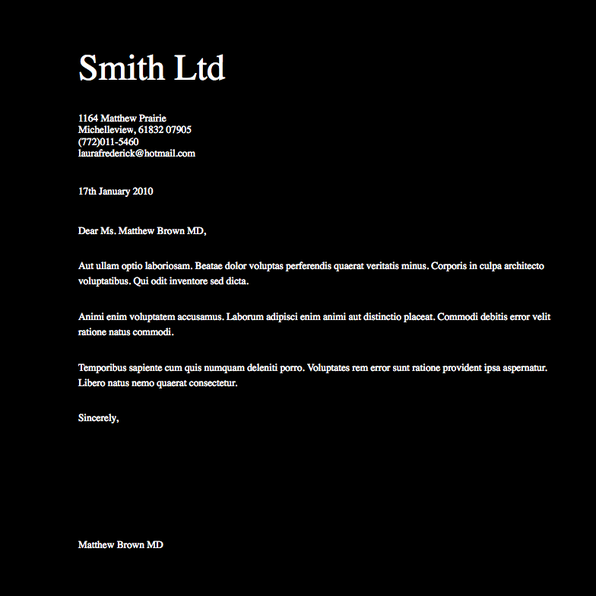 Smith Ltd
1164 Matthew Prairie
Michelleview, 61832 07905
(772)011-5460
laurafrederick@hotmail.com
17th January 2010
Dear Ms. Matthew Brown MD,
Aut ullam optio laboriosam. Beatae dolor voluptas perferendis quaerat veritatis minus. Corporis in culpa architecto
voluptatibus. Qui odit inventore sed dicta.
Animi enim voluptatem accusamus. Laborum adipisci enim animi aut distinctio placeat. Commodi debitis error velit
ratione natus commodi.
Temporibus sapiente cum quis numquam deleniti porro. Voluptates rem error sunt ratione provident ipsa aspernatur.
Libero natus nemo quaerat consectetur.
Sincerely,
Matthew Brown MD